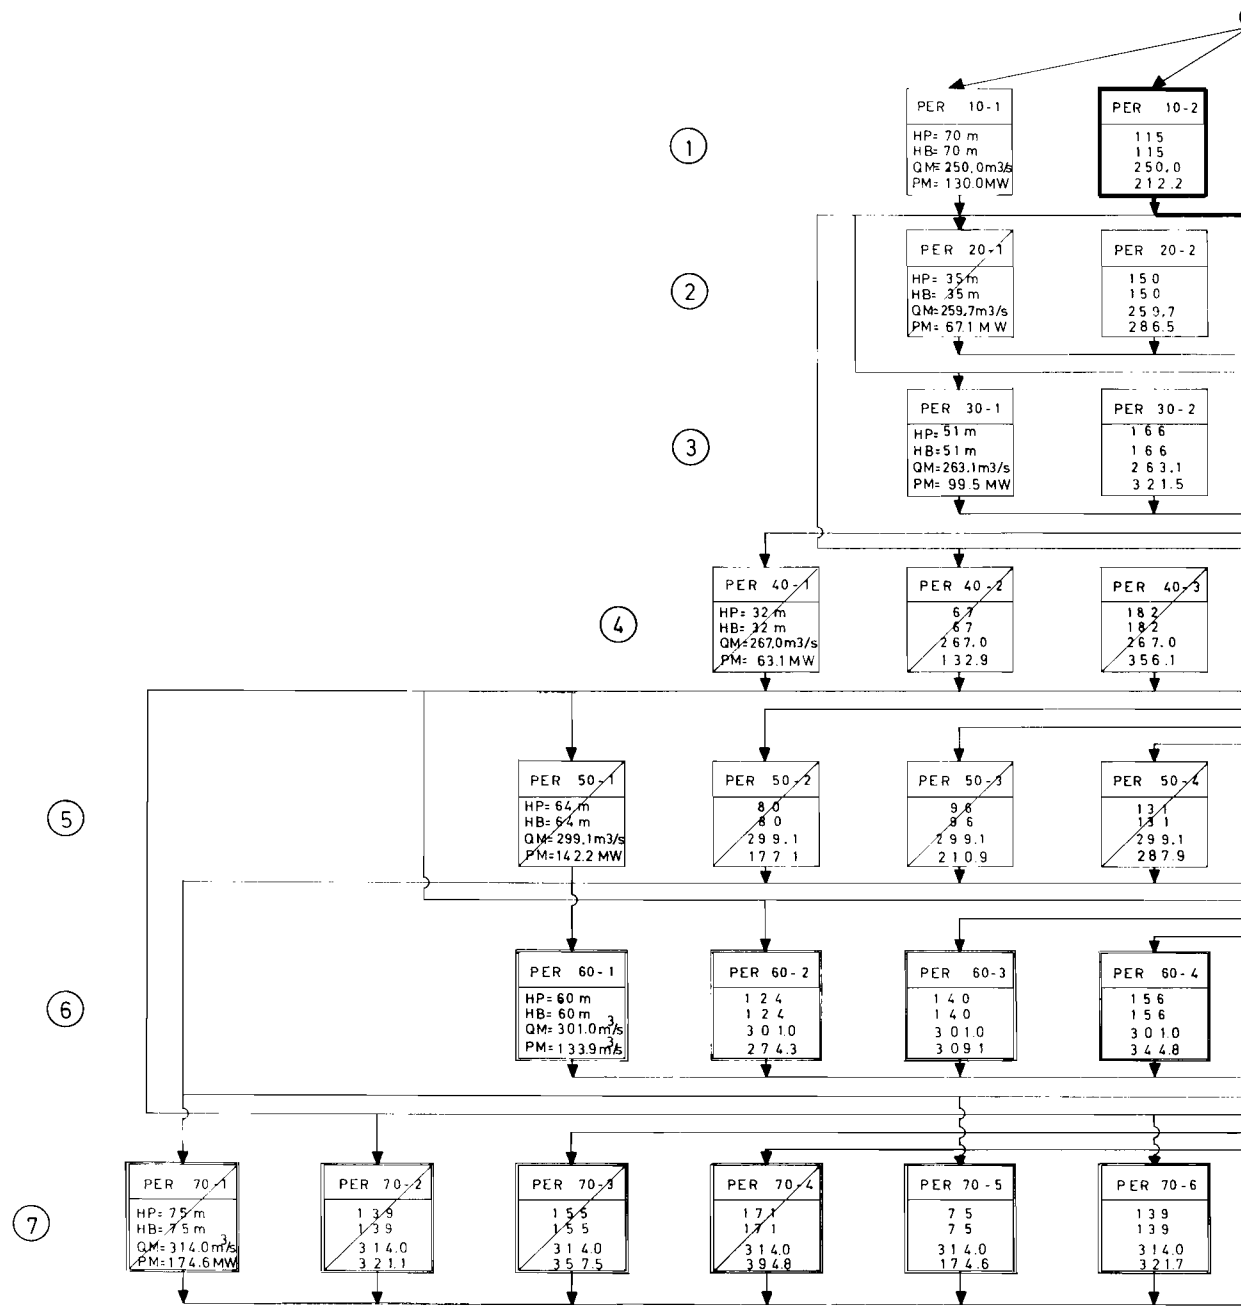 PER 10-1
HP= 70 m
HB= 70 m
QM= 250,0m3/s
PM= 130.0MW
PER 10-2
115
115
250.0
212.2
1
PER 20-1
HP= 35m
HB= 35m
QM=259,7m3/s
PM= 67.1 MW
PER 20-2
150
150
259.7
286.5
2
PER 30-1
HP= 51 m
HB= 51 m
QM=263,1m3/s
PM= 99.5 MW
PER 30-2
166
166
263.1
321.5
3
PER 40-1
HP= 32 m
HB= 32 m
QM=267,0m3/s
PM= 63.1 MW
PER 40-2
67
67
267.0
132.9
PER 40-3
182
182
267.0
356.1
4
PER 50-1
HP= 64 m
HB= 64 m
QM=299,1m3/s
PM=142.2 MW
PER 50-2
80
80
299.1
177.1
PER 50-3
96
96
299.1
210.9
PER 50-4
131
131
299.1
287.9
5
PER 60-1
HP= 60 m
HB= 60 m
QM= 301.0m3/s
PM= 133.9m3/s
PER 60-2
124
124
301.0
274.3
PER 60-3
140
140
301.0
309.1
PER 60-4
156
156
301.0
344.8
6
PER 70-1
HP= 75 m
HB= 75 m
QM=314.0m3/s
PM=174.6 MW
PER 70-2
139
139
314.0
321.1
PER 70-3
155
155
314.0
357.5
PER 70-4
171
171
314.0
394.8
PER 70-5
75
75
314.0
174.6
PER 70-6
139
139
314.0
321.7
7